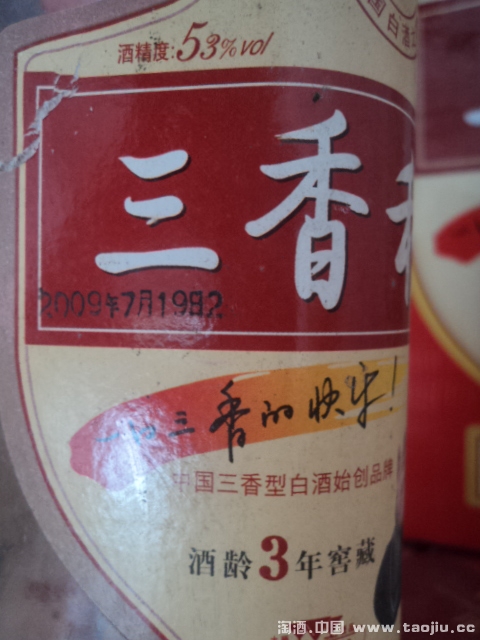 白酒
酒精度:53%vol
三香
2009年7月19日2
三香的快乐!
中国三香型白酒始创品牌
酒龄3年窖藏
淘酒.中国 www.taojiu.cc